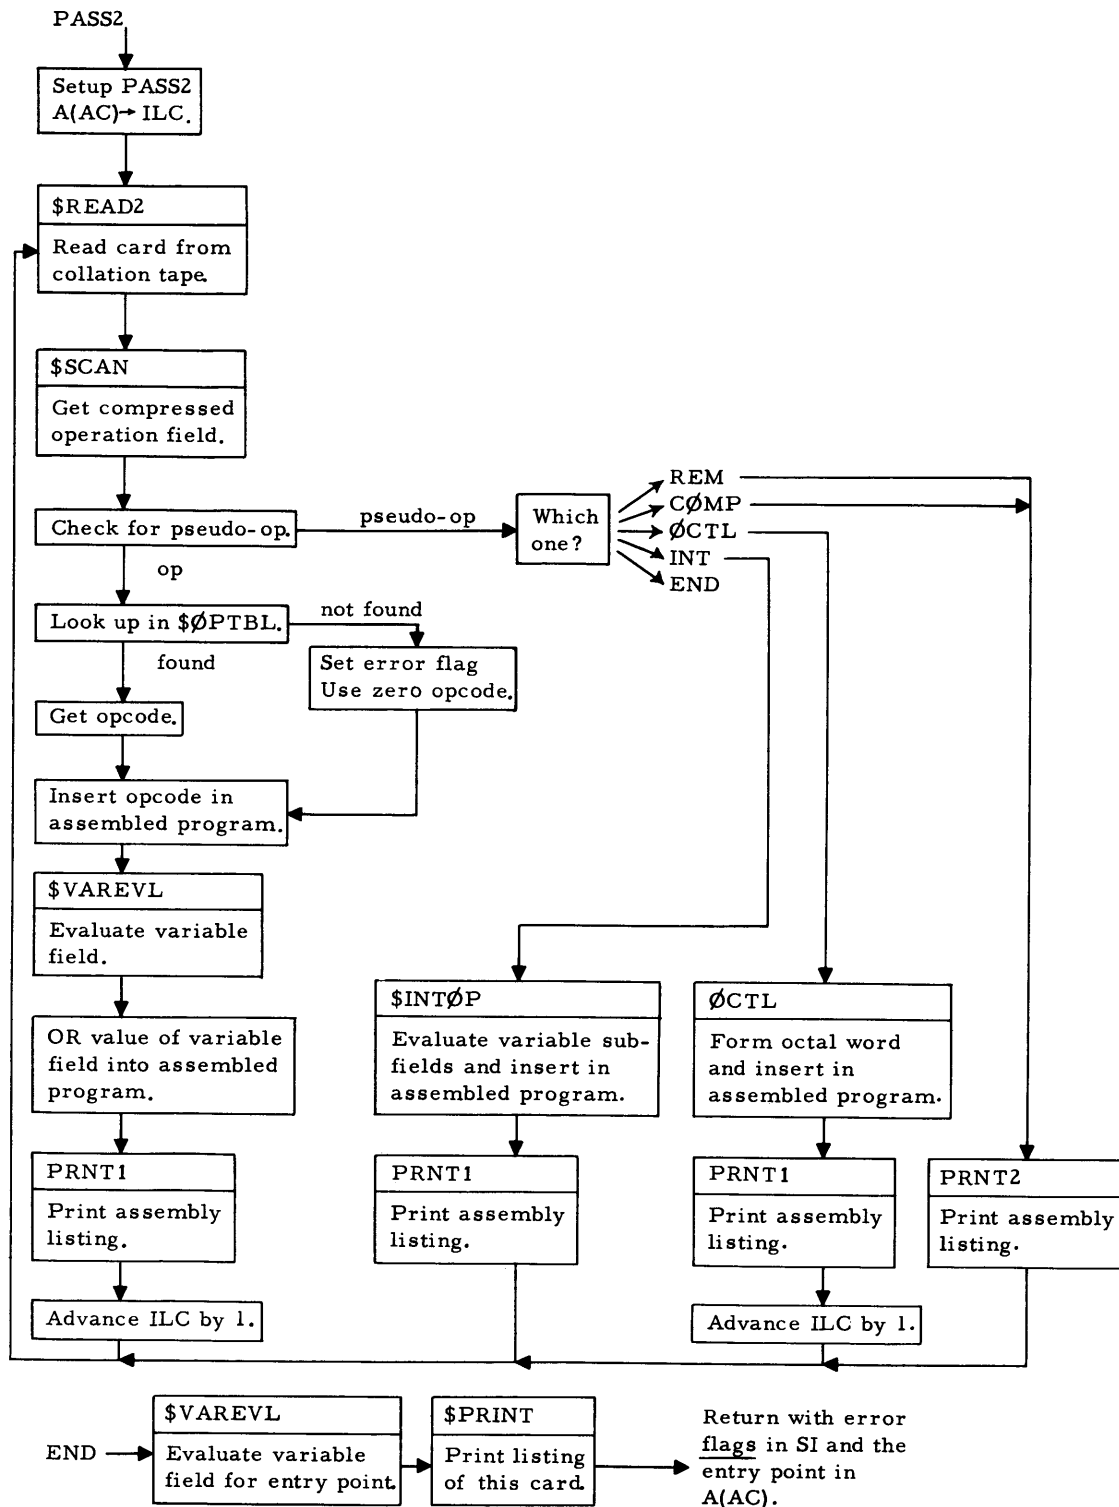 PASS2
Setup PASS2
A(AC)→ ILC.
$READ2
Read card from
collation tape.
$SCAN
Get compressed
operation field.
Check for pseudo-op.
pseudo-op
Which
one?
REM
CØMP
ØCTL
INT
END
op
Look up in $ØPTBL.
not found
found
Set error flag
Use zero opcode.
Get opcode.
Insert opcode in
assembled program.
$VAREVL
Evaluate variable
field.
OR value of variable
field into assembled
program.
PRNT1
Print assembly
listing.
Advance ILC by 1.
$INTØP
Evaluate variable sub-
fields and insert in
assembled program.
PRNT1
Print assembly
listing.
ØCTL
Form octal word
and insert in
assembled program.
PRNT1
Print assembly
listing.
Advance ILC by 1.
PRNT2
Print assembly
listing.
END
$VAREVL
Evaluate variable
field for entry point.
$PRINT
Print listing
of this card.
Return with error
flags in SI and the
entry point in
A(AC).